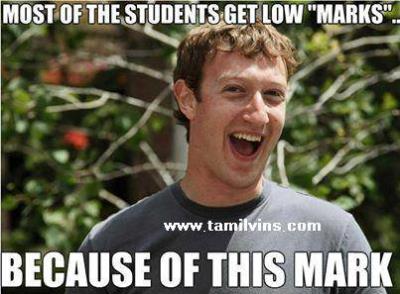 MOST OF THE STUDENTS GET LOW "MARKS"..
www.tamilvins.com
BECAUSE OF THIS MARK